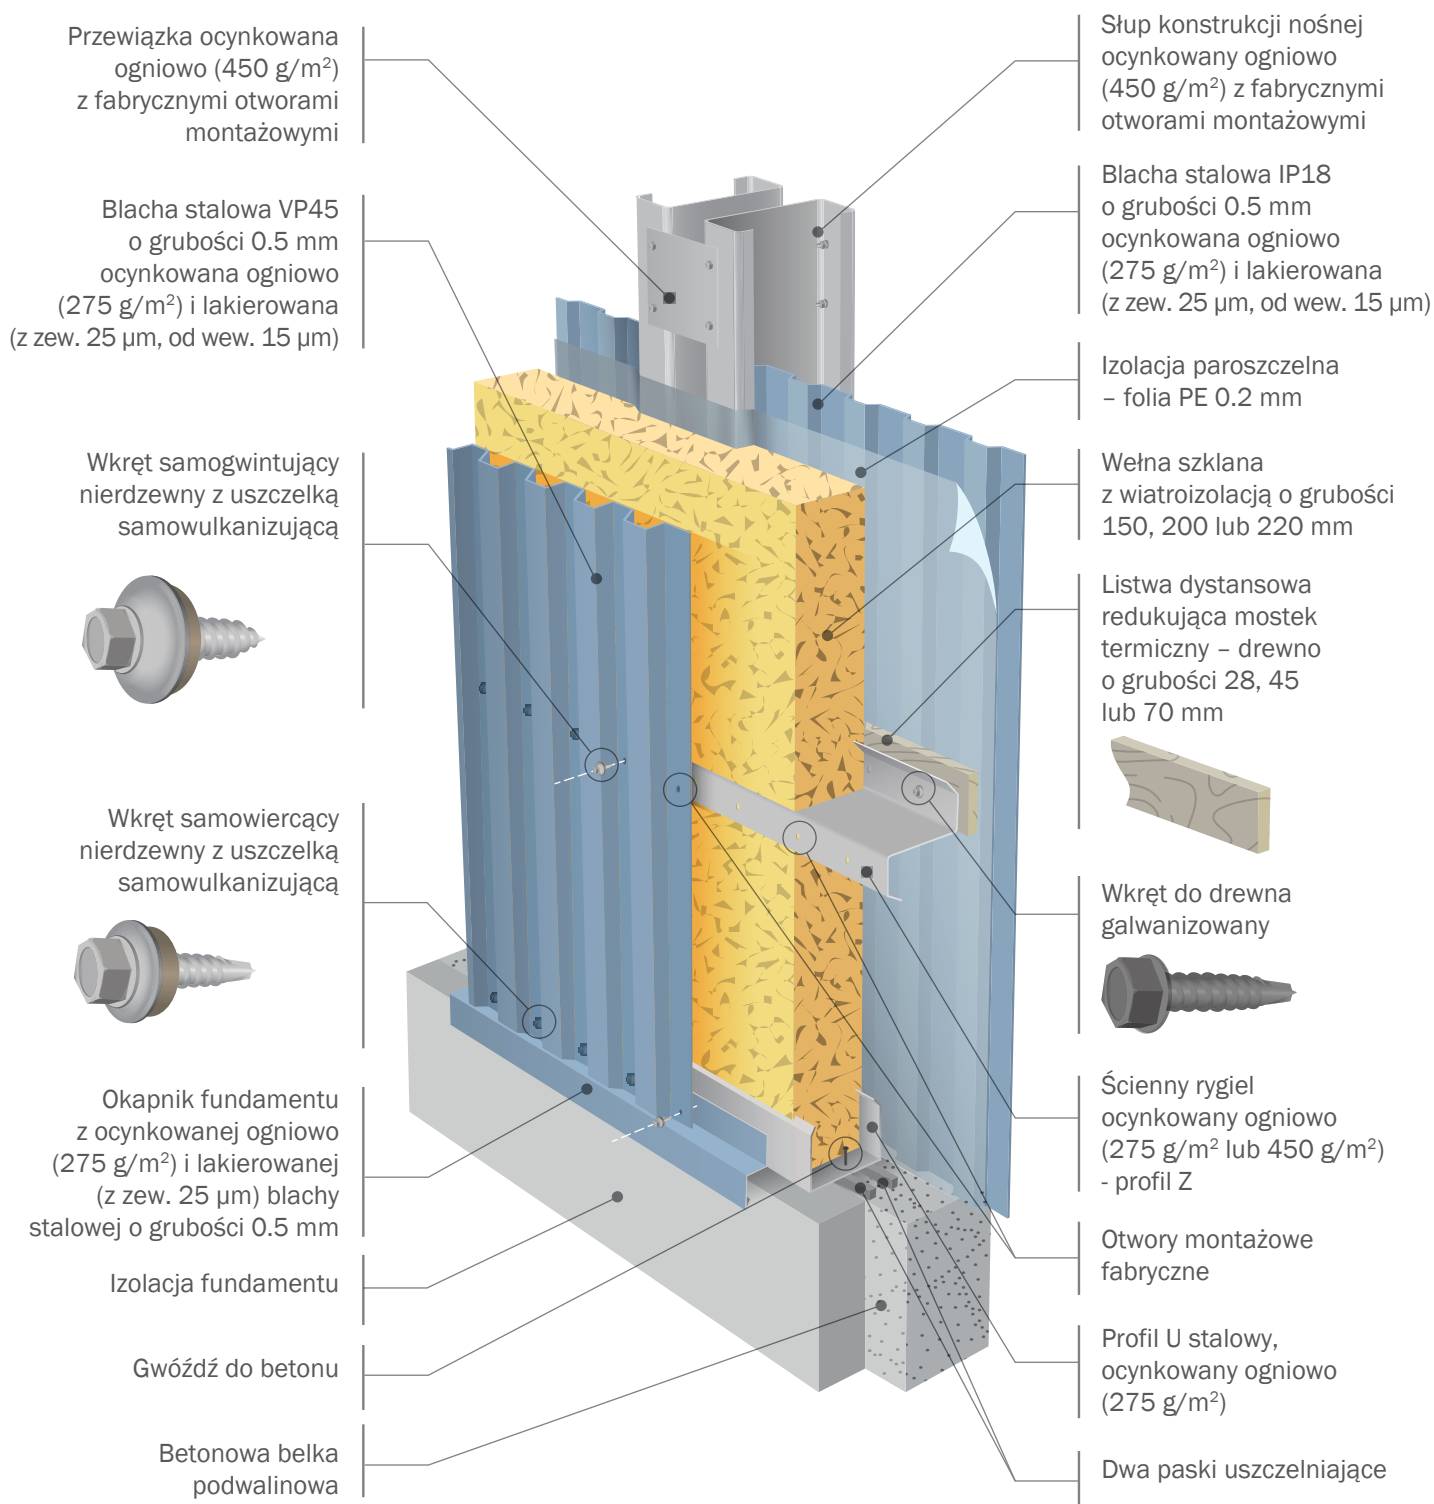 Przewiązka ocynkowana
ogniowo (450 g/m²)
z fabrycznymi otworami
montażowymi
Blacha stalowa VP45
o grubości 0.5 mm
ocynkowana ogniowo
(275 g/m²) i lakierowana
(z zew. 25 µm, od wew. 15 µm)
Wkręt samogwintujący
nierdzewny z uszczelką
samowulkanizującą
Wkręt samowiercący
nierdzewny z uszczelką
samowulkanizującą
Okapnik fundamentu
z ocynkowanej ogniowo
(275 g/m²) i lakierowanej
(z zew. 25 µm) blachy
stalowej o grubości 0.5 mm
Izolacja fundamentu
Gwóźdź do betonu
Betonowa belka
podwalinowa
Słup konstrukcji nośnej
ocynkowany ogniowo
(450 g/m²) z fabrycznymi
otworami montażowymi
Blacha stalowa IP18
o grubości 0.5 mm
ocynkowana ogniowo
(275 g/m²) i lakierowana
(z zew. 25 µm, od wew. 15 µm)
Izolacja paroszczelna
– folia PE 0.2 mm
Wełna szklana
z wiatroizolacją o grubości
150, 200 lub 220 mm
Listwa dystansowa
redukująca mostek
termiczny – drewno
o grubości 28, 45
lub 70 mm
Wkręt do drewna
galwanizowany
Ścienny rygiel
ocynkowany ogniowo
(275 g/m² lub 450 g/m²)
- profil Z
Otwory montażowe
fabryczne
Profil U stalowy,
ocynkowany ogniowo
(275 g/m²)
Dwa paski uszczelniające